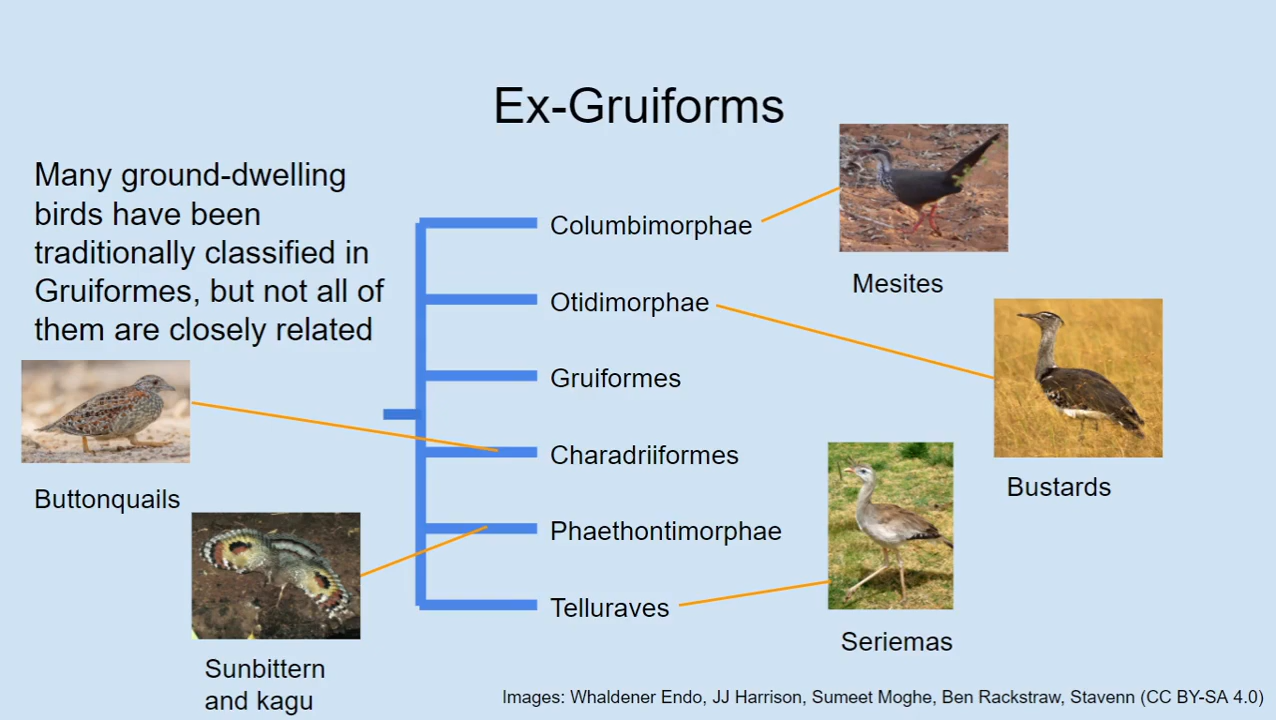 Ex-Gruiforms
Many ground-dwelling
birds have been
traditionally classified in
Gruiformes, but not all of
them are closely related
Columbimorphae
Mesites
Otidimorphae
Bustards
Gruiformes
Buttonquails
Charadriiformes
Sunbittern
and kagu
Phaethontimorphae
Telluraves
Seriemas
Images: Whaldener Endo, JJ Harrison, Sumeet Moghe, Ben Rackstraw, Stavenn (CC BY-SA 4.0)